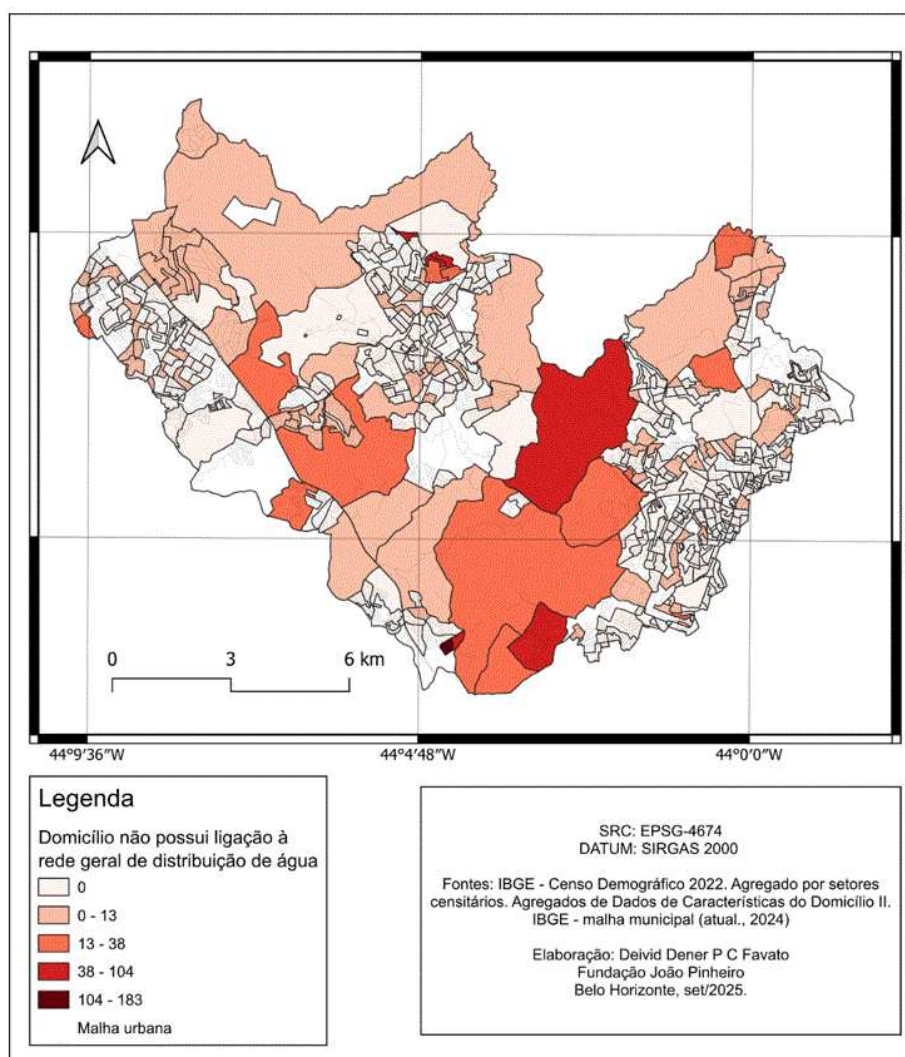 0 3 6 km
44°9'36"W 44°4'48"W 44°0'0"W
Legenda
Domicílio não possui ligação à
rede geral de distribuição de água
0
0 - 13
13 - 38
38 - 104
104 - 183
Malha urbana
SRC: EPSG-4674
DATUM: SIRGAS 2000
Fontes: IBGE - Censo Demográfico 2022. Agregado por setores
censitários. Agregados de Dados de Características do Domicílio II.
IBGE - malha municipal (atual., 2024)
Elaboração: Deivid Dener P C Favato
Fundação João Pinheiro
Belo Horizonte, set/2025.